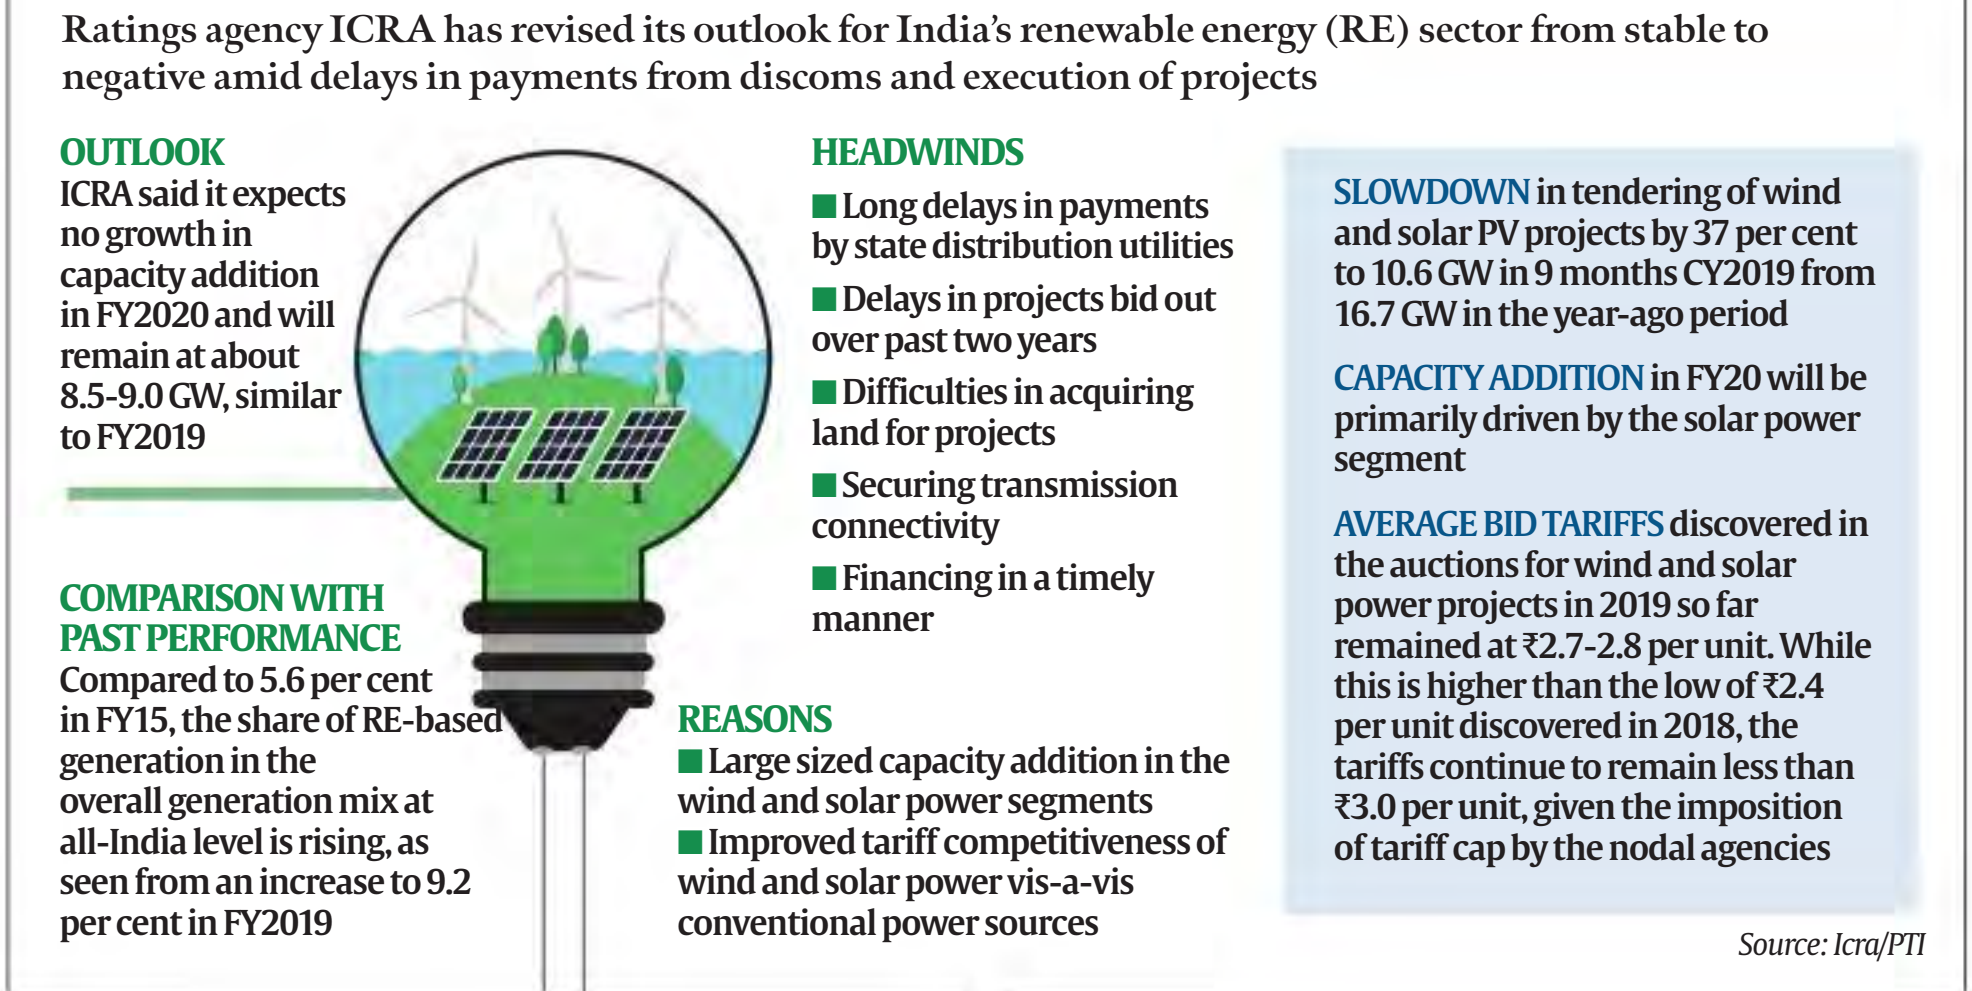 Ratings agency ICRA has revised its outlook for India’s renewable energy (RE) sector from stable to
negative amid delays in payments from discoms and execution of projects
OUTLOOK
ICRA said it expects
no growth in
capacity addition
in FY2020 and will
remain at about
8.5-9.0 GW, similar
to FY2019
COMPARISON WITH
PAST PERFORMANCE
Compared to 5.6 per cent
in FY15, the share of RE-based
generation in the
overall generation mix at
all-India level is rising, as
seen from an increase to 9.2
per cent in FY2019
HEADWINDS
■ Long delays in payments
by state distribution utilities
■ Delays in projects bid out
over past two years
■ Difficulties in acquiring
land for projects
■ Securing transmission
connectivity
■ Financing in a timely
manner
REASONS
■ Large sized capacity addition in the
wind and solar power segments
■ Improved tariff competitiveness of
wind and solar power vis-a-vis
conventional power sources
SLOWDOWN in tendering of wind
and solar PV projects by 37 per cent
to 10.6 GW in 9 months CY2019 from
16.7 GW in the year-ago period
CAPACITY ADDITION in FY20 will be
primarily driven by the solar power
segment
AVERAGE BID TARIFFS discovered in
the auctions for wind and solar
power projects in 2019 so far
remained at ₹2.7-2.8 per unit. While
this is higher than the low of ₹2.4
per unit discovered in 2018, the
tariffs continue to remain less than
₹3.0 per unit, given the imposition
of tariff cap by the nodal agencies
Source: Icra/PTI